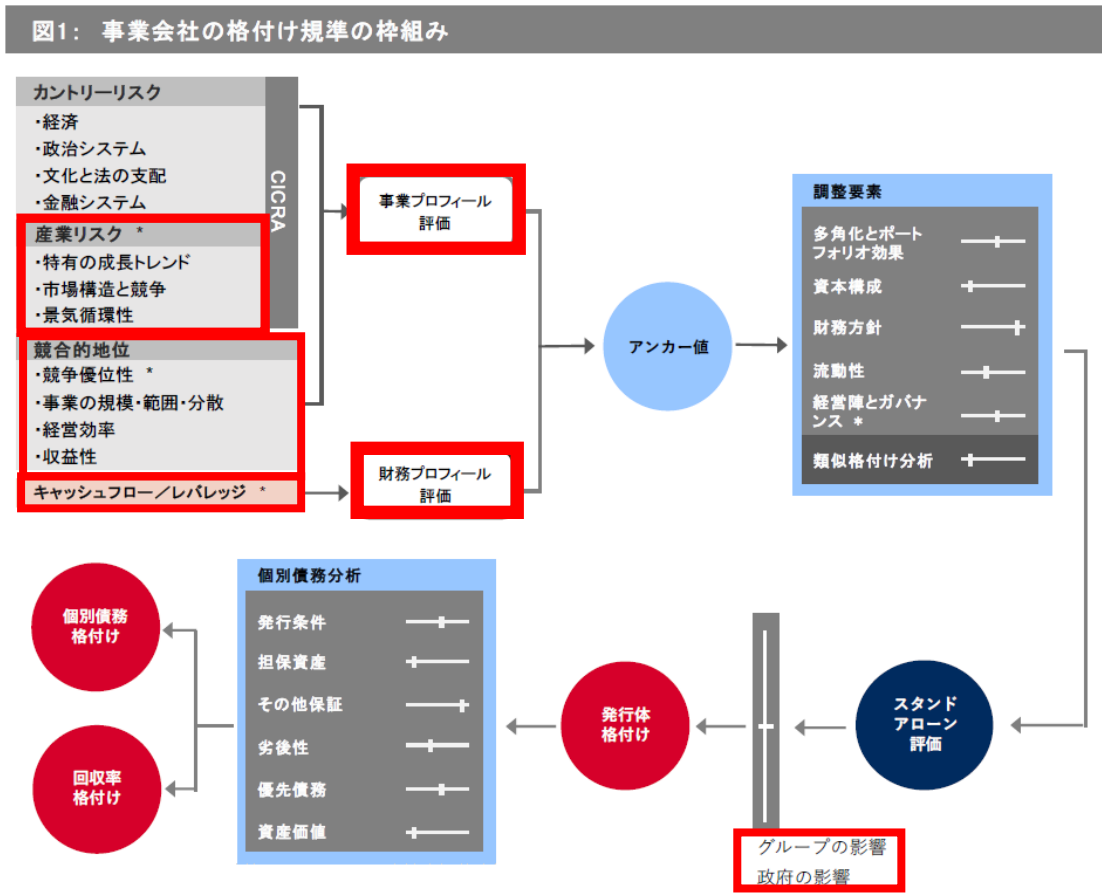 図1： 事業会社の格付け規準の枠組み
カントリーリスク
・経済
・政治システム
・文化と法の支配
・金融システム
産業リスク *
・特有の成長トレンド
・市場構造と競争
・景気循環性
CICRA
競合的地位
・競争優位性 *
・事業の規模・範囲・分散
・経営効率
・収益性
キャッシュフロー／レバレッジ *
事業プロフィール
評価
財務プロフィール
評価
アンカー値
調整要素
多角化とポート
フォリオ効果
資本構成
財務方針
流動性
経営陣とガバナ
ンス *
類似格付け分析
スタンド
アローン
評価
グループの影響
政府の影響
発行体
格付け
個別債務分析
発行条件
担保資産
その他保証
劣後性
優先債務
資産価値
個別債務
格付け
回収率
格付け